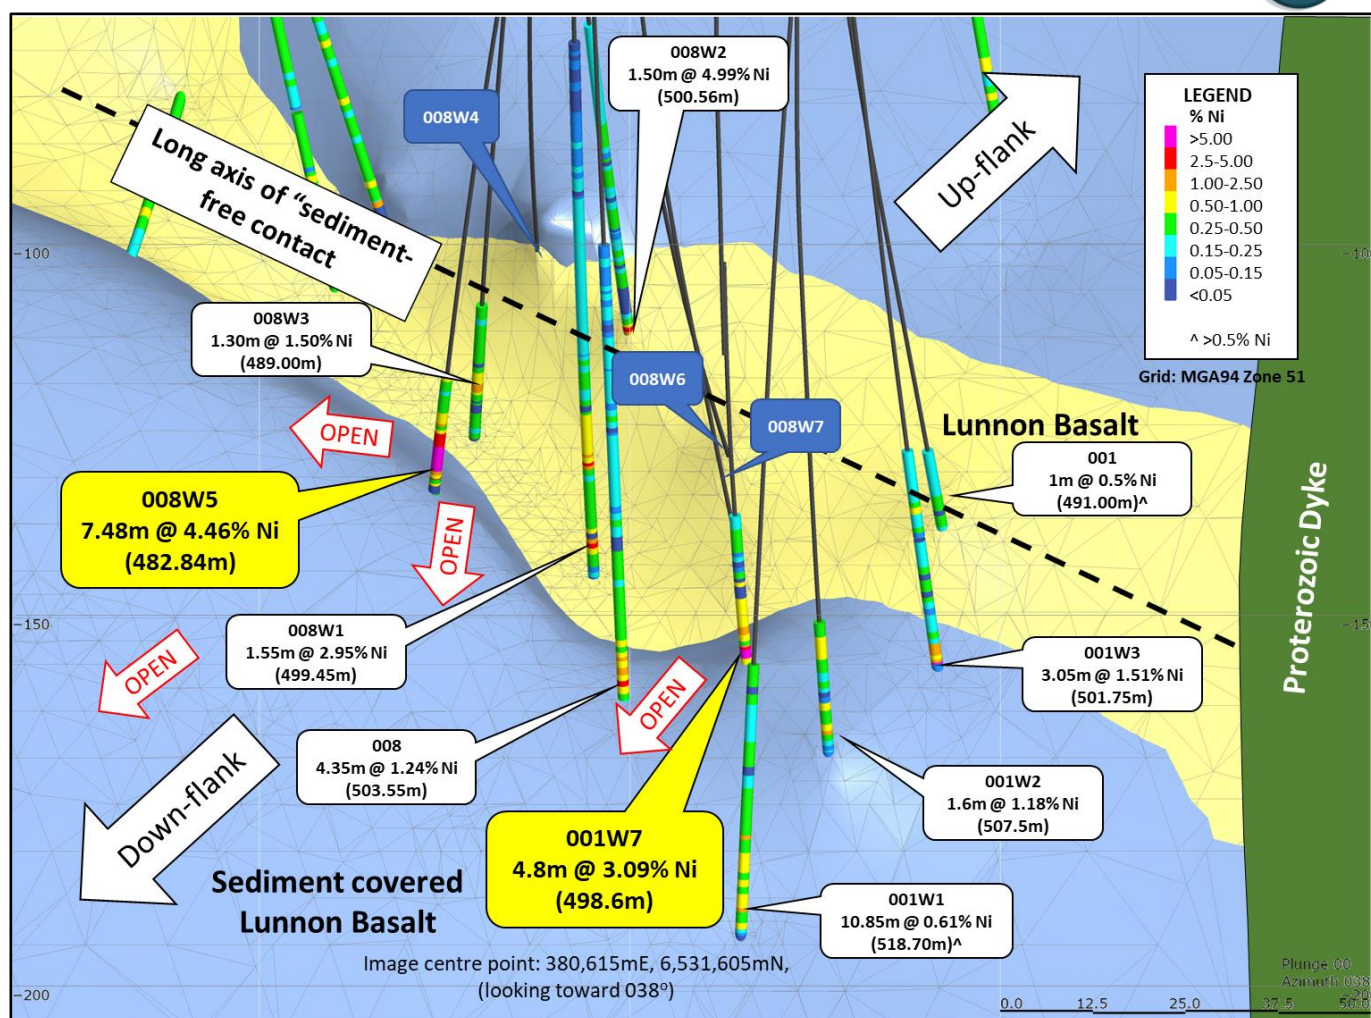 008W2
1.50m @ 4.99% Ni
(500.56m)
008W4
Long axis of “sediment-
free contact
Up-flank
LEGEND
% Ni
>5.00
2.5-5.00
1.00-2.50
0.50-1.00
0.25-0.50
0.15-0.25
0.05-0.15
<0.05
^ >0.5% Ni
Grid: MGA94 Zone 51
-100
-100
008W3
1.30m @ 1.50% Ni
(489.00m)
008W6
008W7
Lunnon Basalt
OPEN
001
1m @ 0.5% Ni
(491.00m)^
008W5
7.48m @ 4.46% Ni
(482.84m)
OPEN
Proterozoic Dyke
-150
-150
008W1
1.55m @ 2.95% Ni
(499.45m)
OPEN
OPEN
001W3
3.05m @ 1.51% Ni
(501.75m)
008
4.35m @ 1.24% Ni
(503.55m)
Down-flank
001W2
1.6m @ 1.18% Ni
(507.5m)
001W7
4.8m @ 3.09% Ni
(498.6m)
Sediment covered
Lunnon Basalt
001W1
10.85m @ 0.61% Ni
(518.70m)^
Image centre point: 380,615mE, 6,531,605mN,
(looking toward 038°)
Plunge 00
Azimuth 038
-200
0.0 12.5 25.0 37.5 50.0